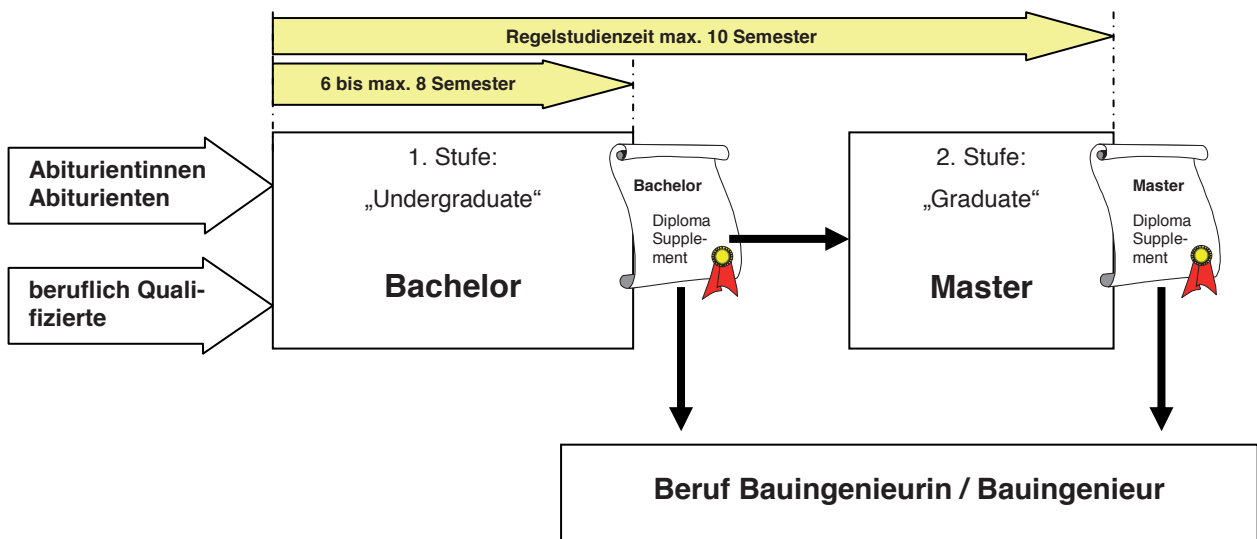 Regelstudienzeit max. 10 Semester
6 bis max. 8 Semester
Abiturientinnen
Abiturienten
beruflich Quali-
fizierte
1. Stufe:
„Undergraduate“
Bachelor
Bachelor
Diploma
Supple-
ment
2. Stufe:
„Graduate“
Master
Master
Diploma
Supple-
ment
Beruf Bauingenieurin / Bauingenieur